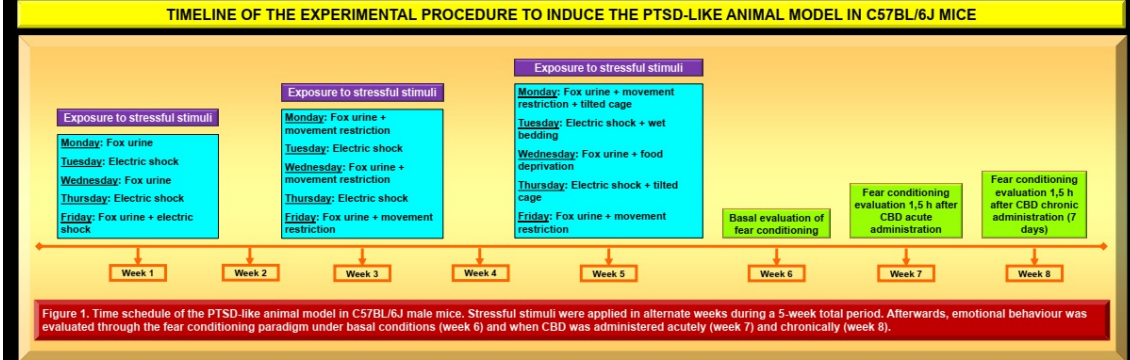 TIMELINE OF THE EXPERIMENTAL PROCEDURE TO INDUCE THE PTSD-LIKE ANIMAL MODEL IN C57BL/6J MICE
Exposure to stressful stimuli
Monday: Fox urine
Tuesday: Electric shock
Wednesday: Fox urine
Thursday: Electric shock
Friday: Fox urine + electric
shock
Exposure to stressful stimuli
Monday: Fox urine +
movement restriction
Tuesday: Electric shock
Wednesday: Fox urine +
movement restriction
Thursday: Electric shock
Friday: Fox urine + movement
restriction
Exposure to stressful stimuli
Monday: Fox urine + movement
restriction + tilted cage
Tuesday: Electric shock + wet
bedding
Wednesday: Fox urine + food
deprivation
Thursday: Electric shock + tilted
cage
Friday: Fox urine + movement
restriction
Basal evaluation of
fear conditioning
Fear conditioning
evaluation 1,5 h after
CBD acute
administration
Fear conditioning
evaluation 1,5 h
after CBD chronic
administration (7
days)
Week 1
Week 2
Week 3
Week 4
Week 5
Week 6
Week 7
Week 8
Figure 1. Time schedule of the PTSD-like animal model in C57BL/6J male mice. Stressful stimuli were applied in alternate weeks during a 5-week total period. Afterwards, emotional behaviour was
evaluated through the fear conditioning paradigm under basal conditions (week 6) and when CBD was administered acutely (week 7) and chronically (week 8).